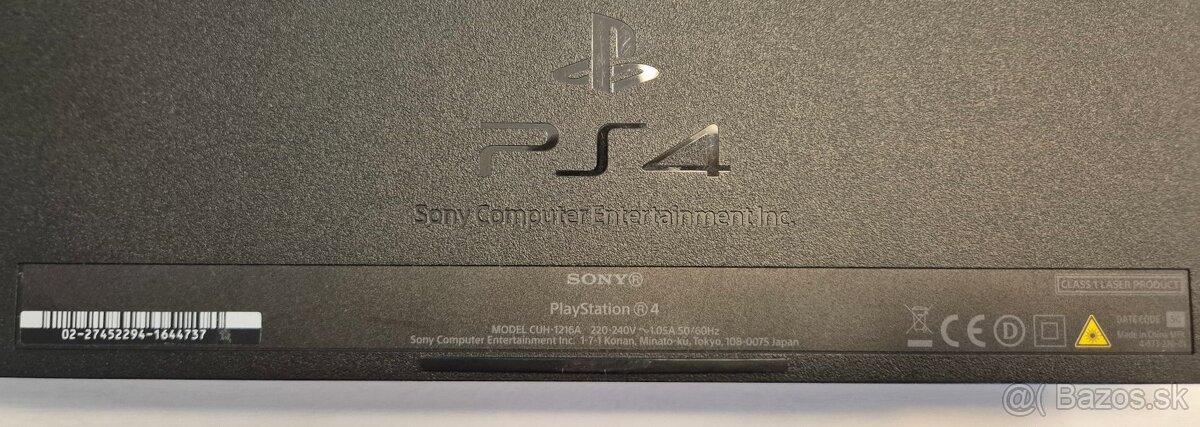 PS4
Sony Computer Entertainment Inc.
SONY®
PlayStation®4
MODEL CUH-1216A 220-240V ~ 1.05A 50/60Hz
Sony Computer Entertainment Inc. 1-7-1 Konan, Minato-ku, Tokyo, 108-0075 Japan
02-27452294-1644737
CLASS 1 LASER PRODUCT
DATE CODE
Made in China
@( Bazos.sk